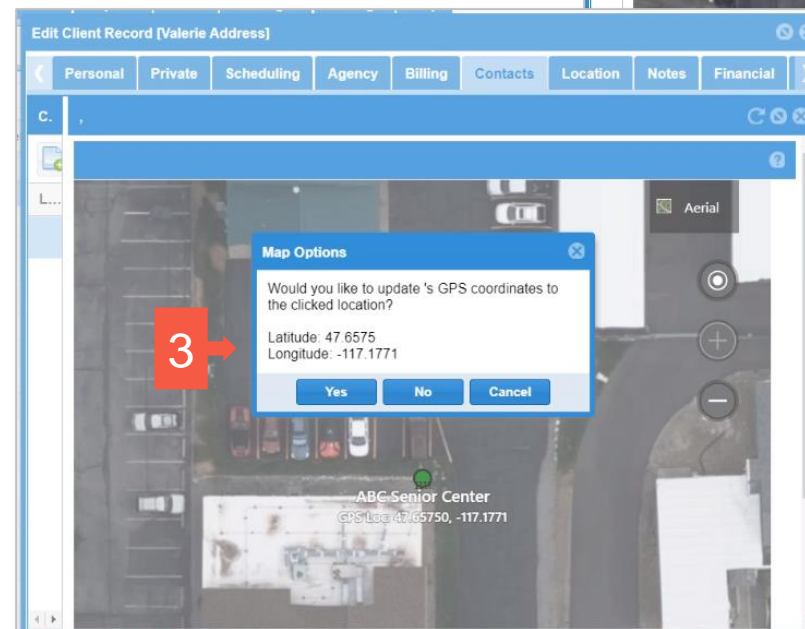 Edit Client Record [Valerie Address]
Personal Private Scheduling Agency Billing Contacts Location Notes Financial
C. ,
L...
Aerial
Map Options
Would you like to update 's GPS coordinates to
the clicked location?
Latitude: 47.6575
Longitude: -117.1771
3
Yes No Cancel
ABC Senior Center
GPS Loc: 47.65750, -117.1771